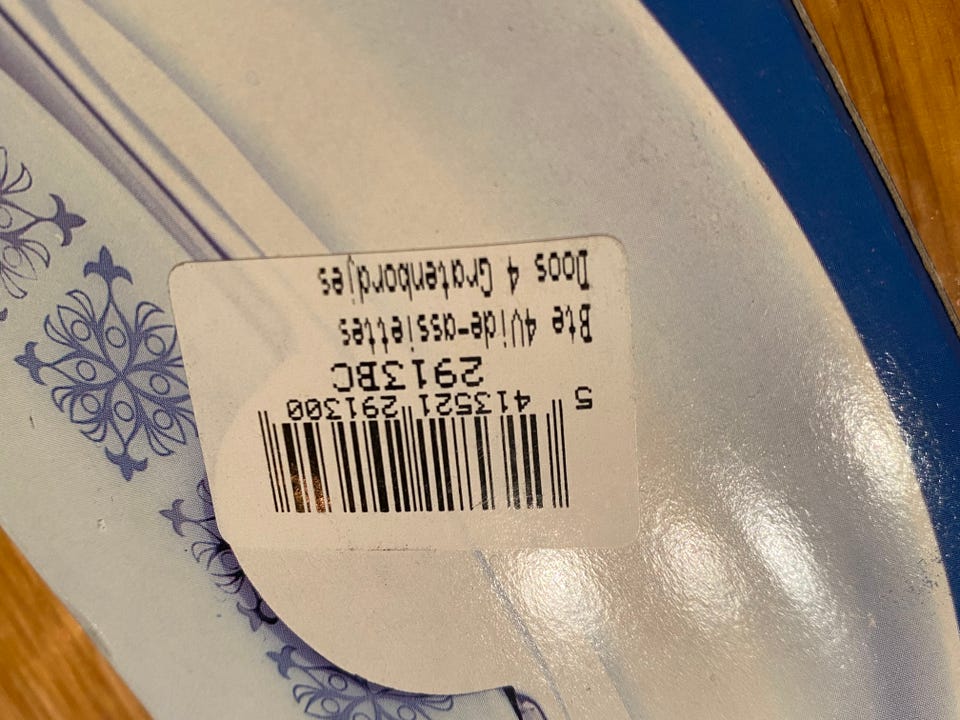 5 413521 291300
2913BC
Bte 4Vide-assiettes
Doos 4 Gratenbordjes